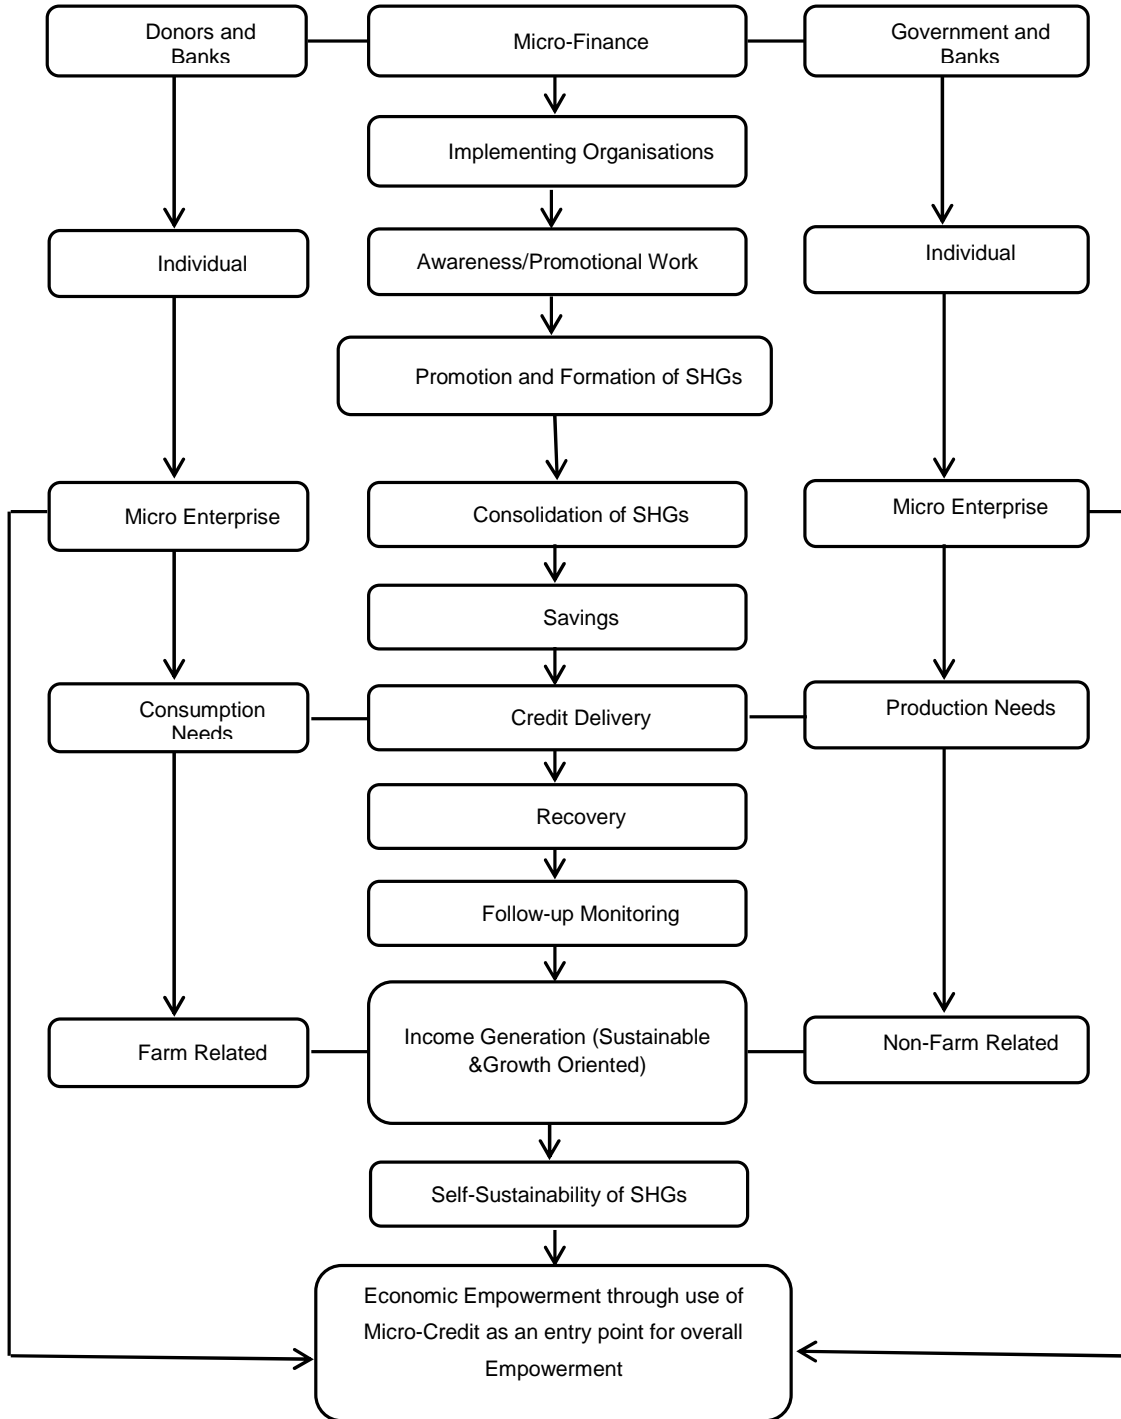 Donors and
Banks
Micro-Finance
Government and
Banks
Implementing Organisations
Individual
Awareness/Promotional Work
Individual
Promotion and Formation of SHGs
Micro Enterprise
Consolidation of SHGs
Micro Enterprise
Savings
Consumption
Needs
Credit Delivery
Production Needs
Recovery
Follow-up Monitoring
Farm Related
Income Generation (Sustainable
&Growth Oriented)
Non-Farm Related
Self-Sustainability of SHGs
Economic Empowerment through use of
Micro-Credit as an entry point for overall
Empowerment